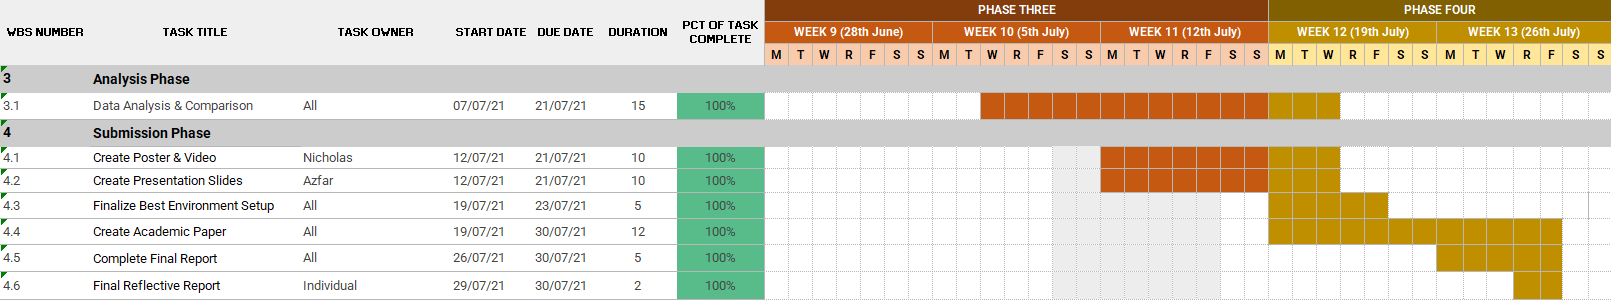 PHASE THREE PHASE FOUR
WBS NUMBER TASK TITLE TASK OWNER START DATE DUE DATE DURATION PCT OF TASK COMPLETE WEEK 9 (28th June) WEEK 10 (5th July) WEEK 11 (12th July) WEEK 12 (19th July) WEEK 13 (26th July)
M T W R F S S M T W R F S S M T W R F S S M T W R F S S M T W R F S S
3 Analysis Phase
3.1 Data Analysis & Comparison All 07/07/21 21/07/21 15 100%
4 Submission Phase
4.1 Create Poster & Video Nicholas 12/07/21 21/07/21 10 100%
4.2 Create Presentation Slides Azfar 12/07/21 21/07/21 10 100%
4.3 Finalize Best Environment Setup All 19/07/21 23/07/21 5 100%
4.4 Create Academic Paper All 19/07/21 30/07/21 12 100%
4.5 Complete Final Report All 26/07/21 30/07/21 5 100%
4.6 Final Reflective Report Individual 29/07/21 30/07/21 2 100%